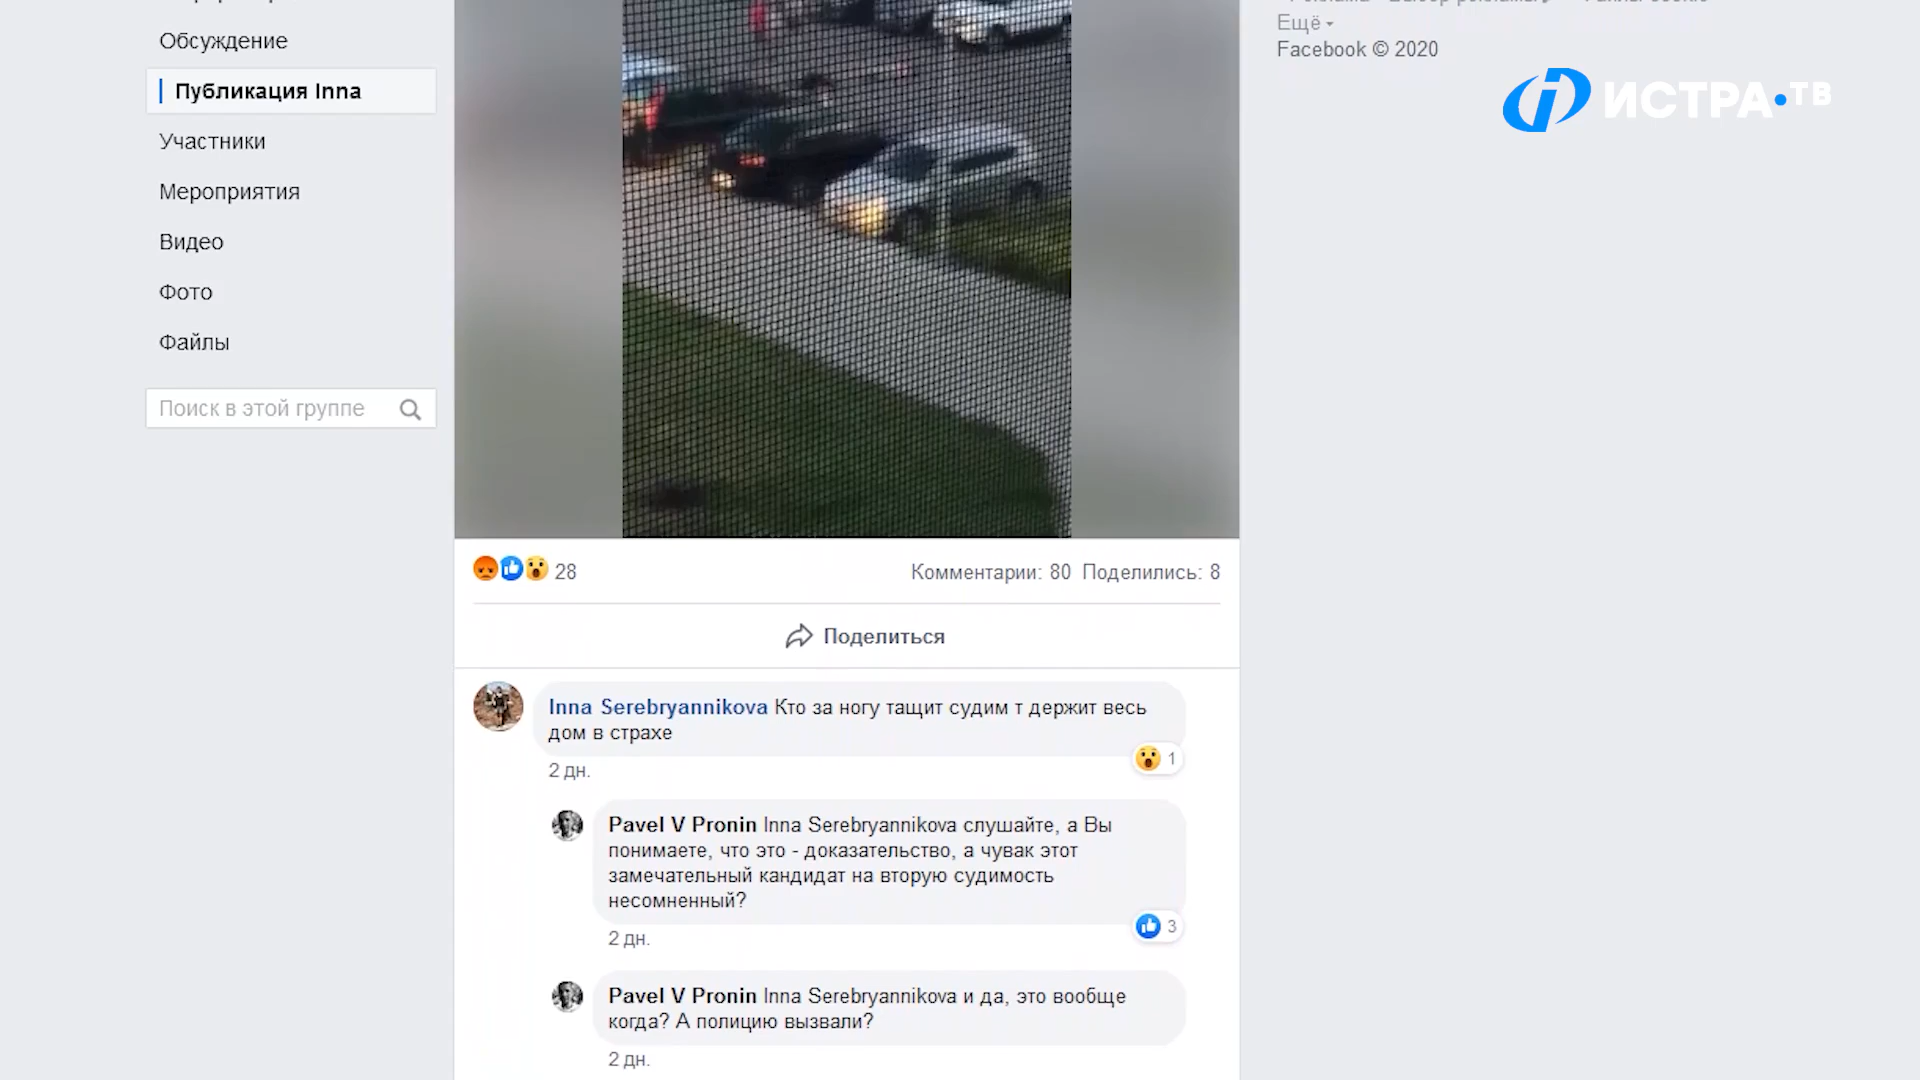 Ещё
Facebook © 2020
ИСТРА.ТВ
Обсуждение
Публикация Inna
Участники
Мероприятия
Видео
Фото
Файлы
Поиск в этой группе
28
Комментарии: 80 Поделились: 8
Поделиться
Inna Serebryannikova Кто за ногу тащит судим т держит весь
дом в страхе
1
2 дн.
Pavel V Pronin Inna Serebryannikova слушайте, а Вы
понимаете, что это - доказательство, а чувак этот
замечательный кандидат на вторую судимость
несомненный?
3
2 дн.
Pavel V Pronin Inna Serebryannikova и да, это вообще
когда? А полицию вызвали?
2 дн.